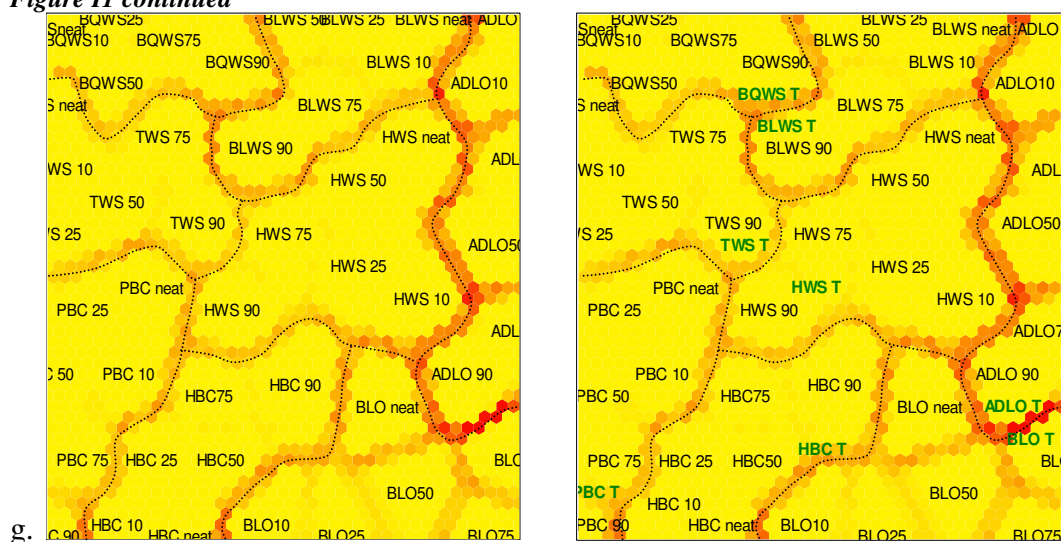 Figure 11 continued
BQWS25 BLWS 50 BLWS 25 BLWS neat ADLO
Sneat
BQWS10 BQWS75
BQWS90 BLWS 10
BQWS50 ADLO10
S neat BLWS 75
TWS 75 HWS neat
BLWS 90
ADL
WS 10 HWS 50
TWS 50
TWS 90
S 25 HWS 75 ADLO50
HWS 25
PBC neat
HWS 10
PBC 25 HWS 90
ADL
C 50 PBC 10 ADLO 90
HBC 90
HBC75 BLO neat
PBC 75 HBC 25 HBC50 BLO
BLO50
HBC 10 BLO10
C 90 HBC neat BLO25 BLO75
g.
BQWS25 BLWS 25
Sneat BLWS neat ADLO
BQWS10 BQWS75 BLWS 50
BQWS90 BLWS 10
BQWS50 ADLO10
BQWS T
S neat BLWS 75
BLWS T
TWS 75 HWS neat
BLWS 90
WS 10 ADL
HWS 50
TWS 50
TWS 90 ADLO50
S 25 HWS 75
TWS T
HWS 25
PBC neat HWS T
HWS 10
PBC 25 HWS 90
ADLO7
PBC 10 ADLO 90
PBC 50 HBC 90
HBC75 BLO neat ADLO T
BLO T
HBC T
PBC 75 HBC 25 HBC50 BL
PBC T BLO50
HBC 10
PBC 90 HBC neat BLO10
BLO25 BLO75